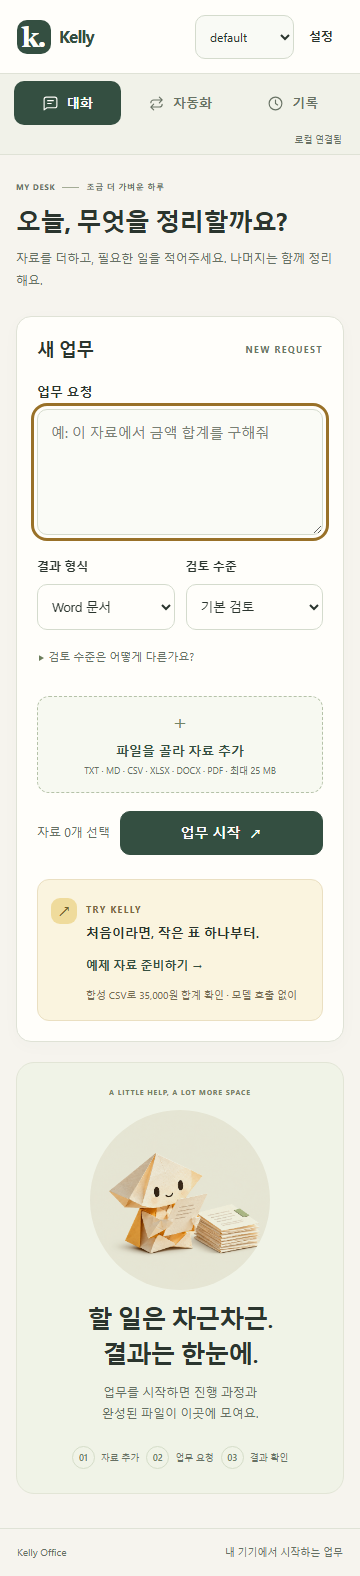 k. Kelly
default
설정
대화
자동화
기록
로컬 연결됨
MY DESK — 조금 더 가벼운 하루
오늘, 무엇을 정리할까요?
자료를 더하고, 필요한 일을 적어주세요. 나머지는 함께 정리
해요.
새 업무
NEW REQUEST
업무 요청
예: 이 자료에서 금액 합계를 구해줘
결과 형식
검토 수준
Word 문서
기본 검토
▸ 검토 수준은 어떻게 다른가요?
+
파일을 골라 자료 추가
TXT · MD · CSV · XLSX · DOCX · PDF · 최대 25 MB
자료 0개 선택
업무 시작 ↗
↗
TRY KELLY
처음이라면, 작은 표 하나부터.
예제 자료 준비하기 →
합성 CSV로 35,000원 합계 확인 · 모델 호출 없이
A LITTLE HELP, A LOT MORE SPACE
할 일은 차근차근.
결과는 한눈에.
업무를 시작하면 진행 과정과
완성된 파일이 이곳에 모여요.
01 자료 추가 02 업무 요청 03 결과 확인
Kelly Office
내 기기에서 시작하는 업무